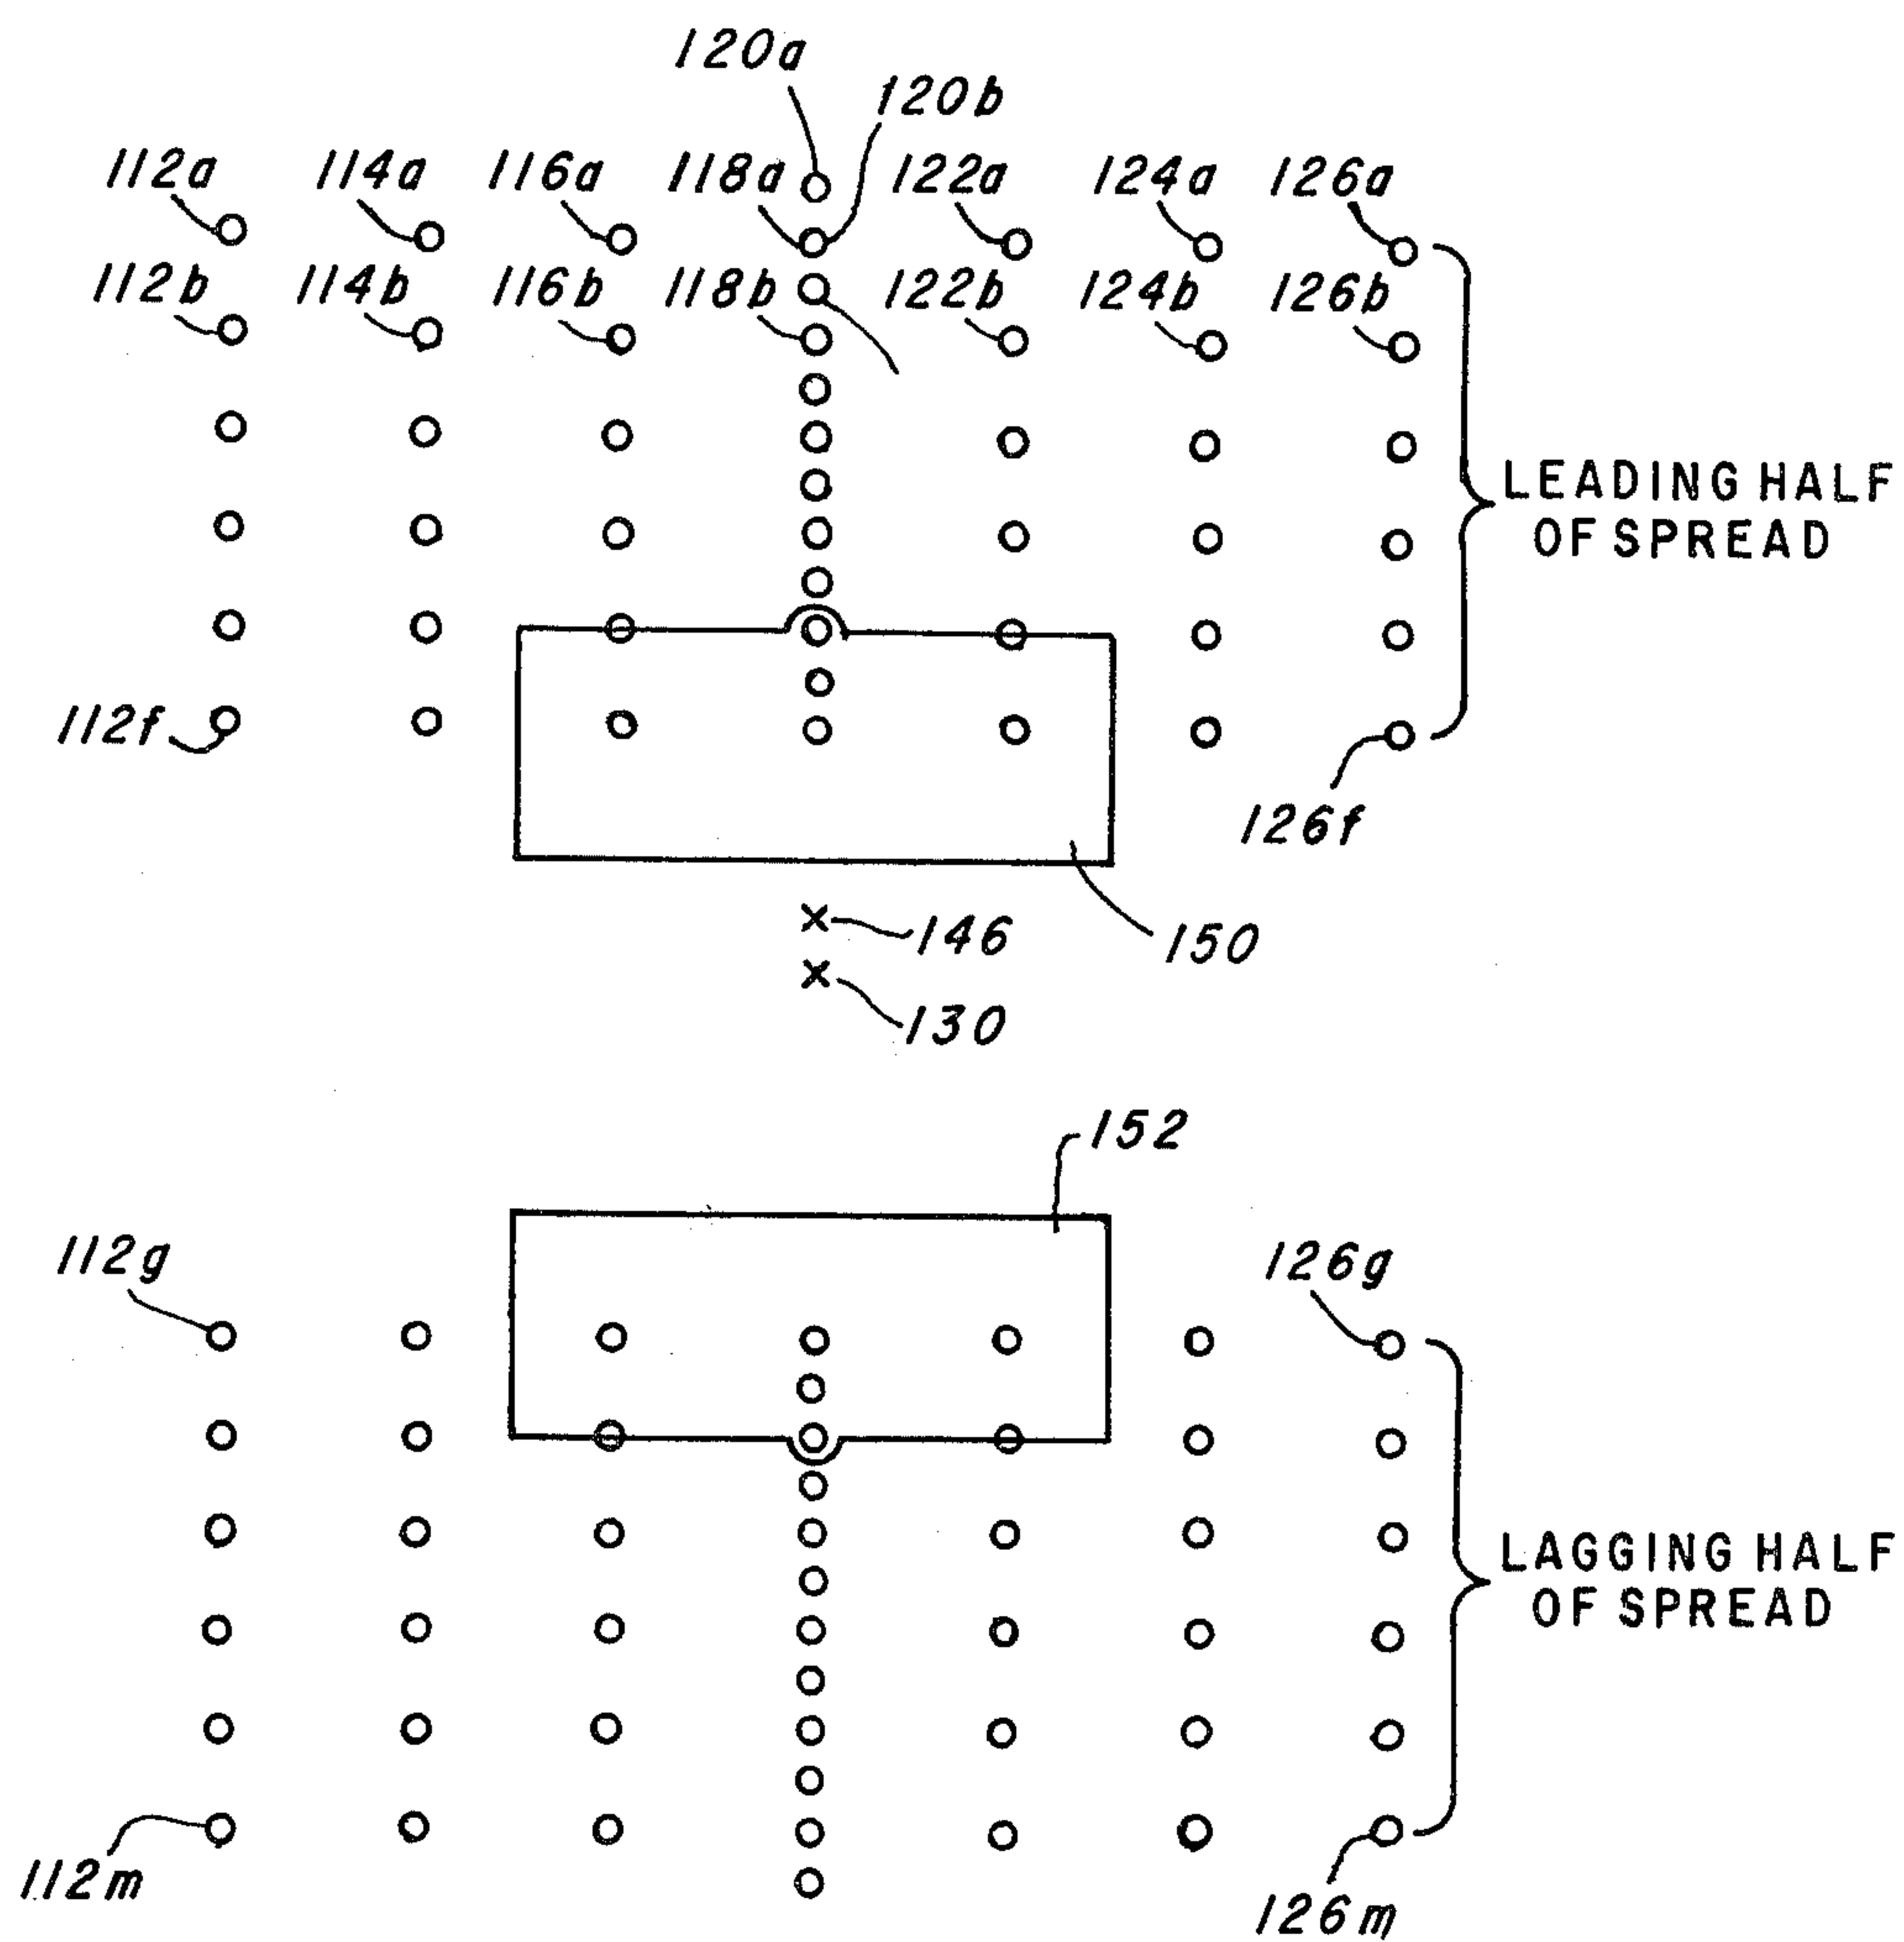 120a
120b
112a 114a 116a 118a 122a 124a 126a
112b 114b 116b 118b 122b 124b 126b
LEADING HALF
OF SPREAD
112f
126f
146
150
130
152
112g
126g
LAGGING HALF
OF SPREAD
112m
126m